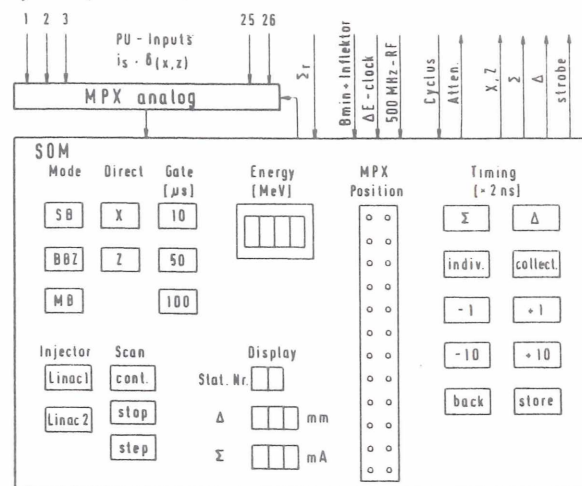 1 2 3 PU-Inputs 25 26
i_s · δ(x,z)
Σr
Bmin+Inflektor
ΔE-clock
500 MHz-RF
Cyclus
Atten.
X, Z
Σ
Δ
strobe
MPX analog
SOM
Mode Direct Gate Energy MPX Timing
[µs] [MeV] Position [= 2 ns]
SB X 10 Σ Δ
BBZ Z 50 indiv. collect.
MB 100 -1 +1
Injector Scan Display -10 +10
Linac1 cont. Stat. Nr.
Linac2 stop Δ mm back store
step Σ mA